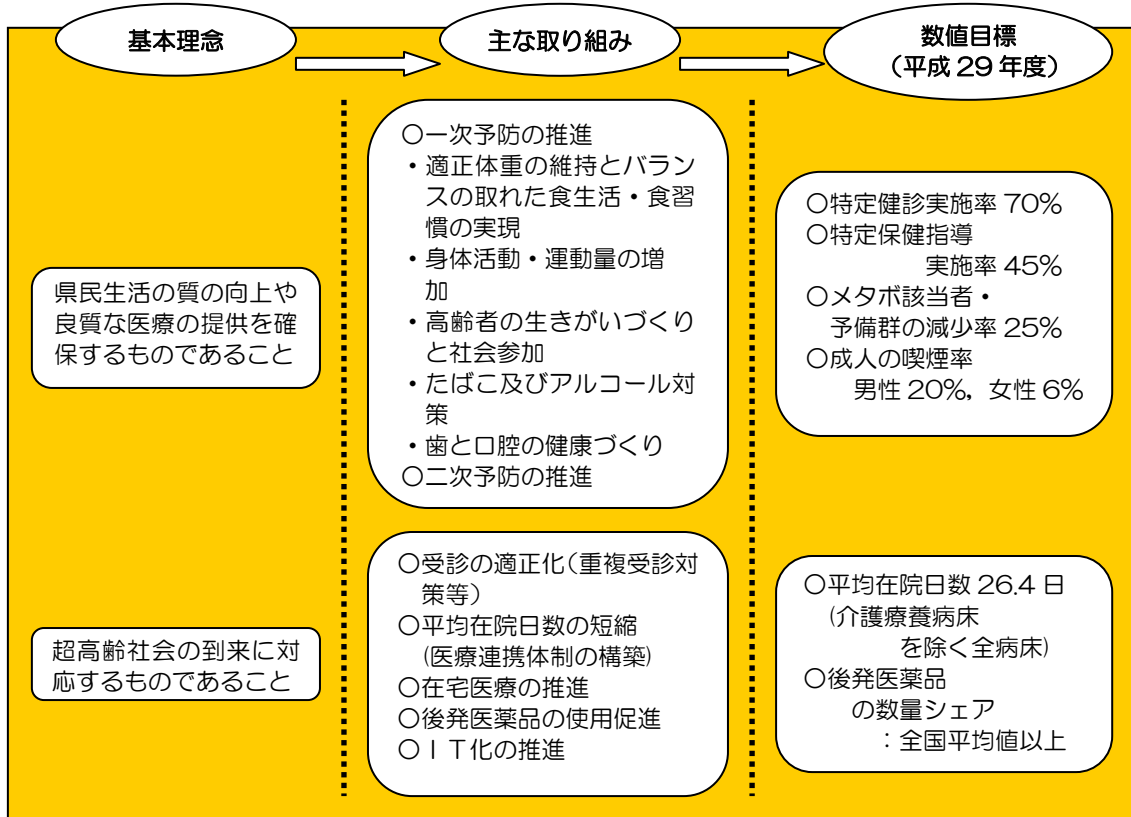 基本理念
主な取り組み
数値目標
（平成 29 年度）
県民生活の質の向上や
良質な医療の提供を確
保するものであること
○一次予防の推進
・適正体重の維持とバラン
スの取れた食生活・食習
慣の実現
・身体活動・運動量の増
加
・高齢者の生きがいづくり
と社会参加
・たばこ及びアルコール対
策
・歯と口腔の健康づくり
○二次予防の推進
○特定健診実施率 70%
○特定保健指導
実施率 45%
○メタボ該当者・
予備群の減少率 25%
○成人の喫煙率
男性 20%，女性 6%
超高齢社会の到来に対
応するものであること
○受診の適正化（重複受診対
策等）
○平均在院日数の短縮
(医療連携体制の構築)
○在宅医療の推進
○後発医薬品の使用促進
○ＩＴ化の推進
○平均在院日数 26.4 日
(介護療養病床
を除く全病床)
○後発医薬品
の数量シェア
：全国平均値以上